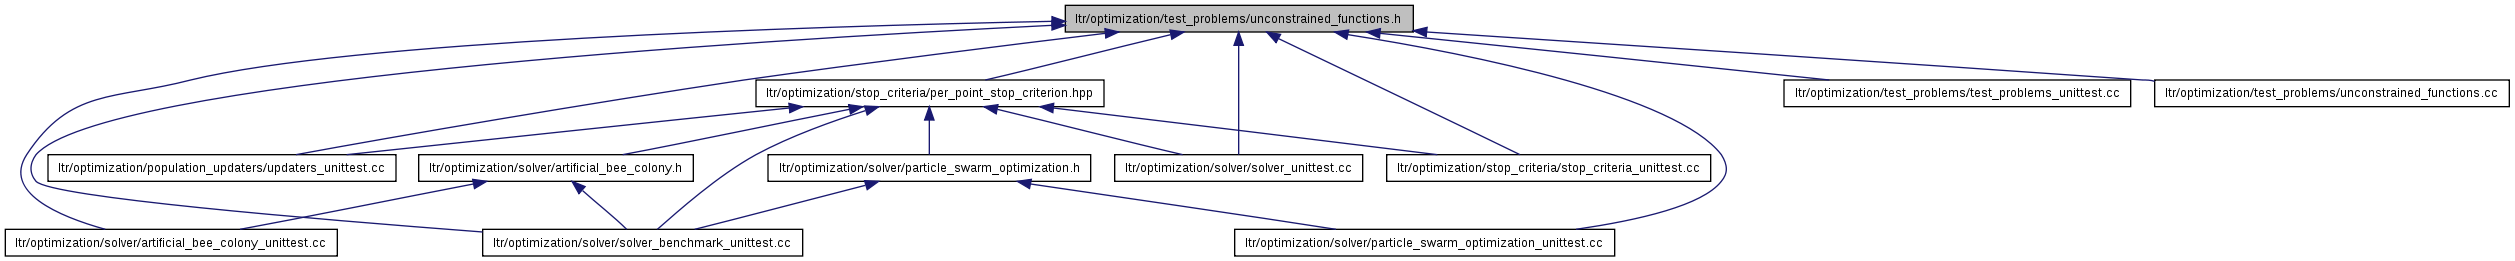 ltr/optimization/test_problems/unconstrained_functions.h
ltr/optimization/stop_criteria/per_point_stop_criterion.hpp
ltr/optimization/test_problems/test_problems_unittest.cc
ltr/optimization/test_problems/unconstrained_functions.cc
ltr/optimization/population_updaters/updaters_unittest.cc
ltr/optimization/solver/artificial_bee_colony.h
ltr/optimization/solver/particle_swarm_optimization.h
ltr/optimization/solver/solver_unittest.cc
ltr/optimization/stop_criteria/stop_criteria_unittest.cc
ltr/optimization/solver/artificial_bee_colony_unittest.cc
ltr/optimization/solver/solver_benchmark_unittest.cc
ltr/optimization/solver/particle_swarm_optimization_unittest.cc